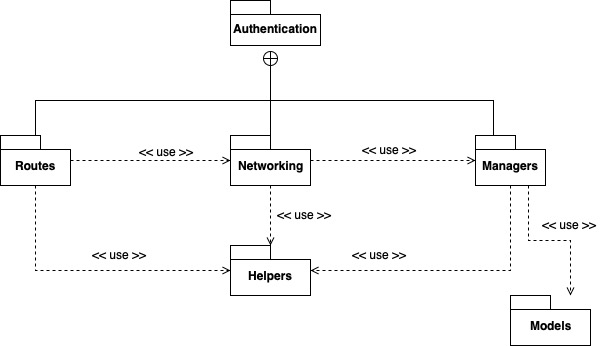 Authentication
Routes
<< use >>
Networking
<< use >>
Managers
<< use >>
<< use >>
<< use >>
<< use >>
Helpers
Models